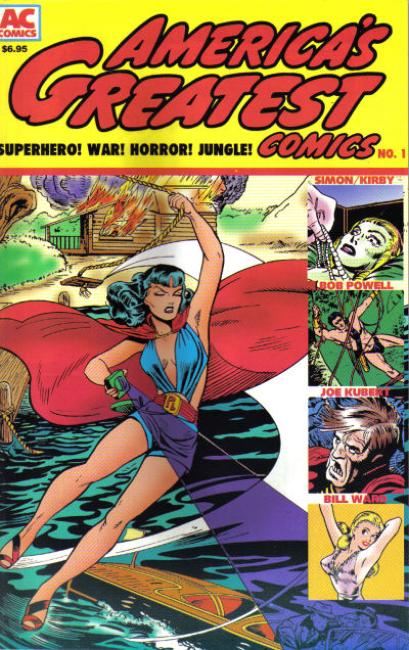 AC
COMICS
$6.95
AMERICA'S
GREATEST
COMICS
SUPERHERO! WAR! HORROR! JUNGLE!
NO. 1
SIMON/KIRBY
BOB POWELL
JOE KUBERT
BILL WARD